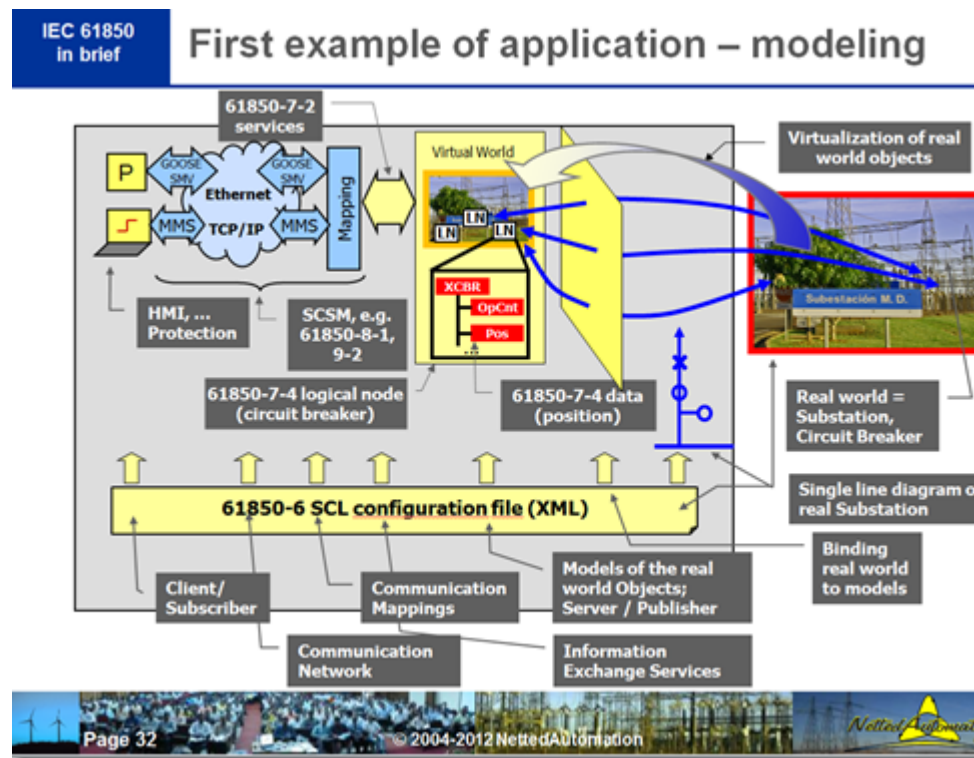 IEC 61850
in brief
First example of application – modeling
61850-7-2
services
Virtualization of real
world objects
Virtual World
P
GOOSE
SMV
GOOSE
SMV
Ethernet
TCP/IP
MMS
MMS
Mapping
LN
LN
LN
XCBR
OpCnt
Pos
...
Subestación M. D.
HMI, ...
Protection
SCSM, e.g.
61850-8-1,
9-2
61850-7-4 logical node
(circuit breaker)
61850-7-4 data
(position)
Real world =
Substation,
Circuit Breaker
61850-6 SCL configuration file (XML)
Single line diagram o
real Substation
Client/
Subscriber
Communication
Mappings
Models of the real
world Objects;
Server / Publisher
Binding
real world
to models
Communication
Network
Information
Exchange Services
Page 32
© 2004-2012 NettedAutomation